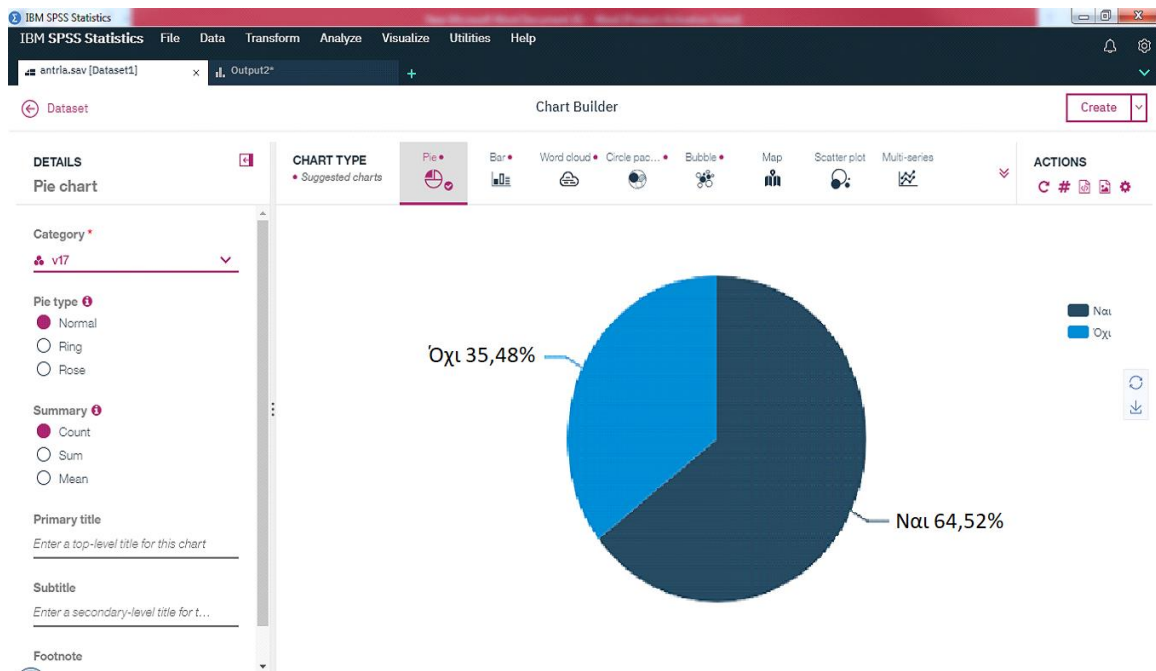 IBM SPSS Statistics
IBM SPSS Statistics File Data Transform Analyze Visualize Utilities Help
antria.sav [Dataset1] × Output2* +
Dataset
Chart Builder
Create
DETAILS
Pie chart
CHART TYPE
• Suggested charts
Pie •
Bar •
Word cloud •
Circle pac... •
Bubble •
Map
Scatter plot
Multi-series
ACTIONS
Category *
v17
Pie type
Normal
Ring
Rose
Summary
Count
Sum
Mean
Primary title
Enter a top-level title for this chart
Subtitle
Enter a secondary-level title for t...
Footnote
Όχι 35,48%
Ναι 64,52%
Ναι
Όχι